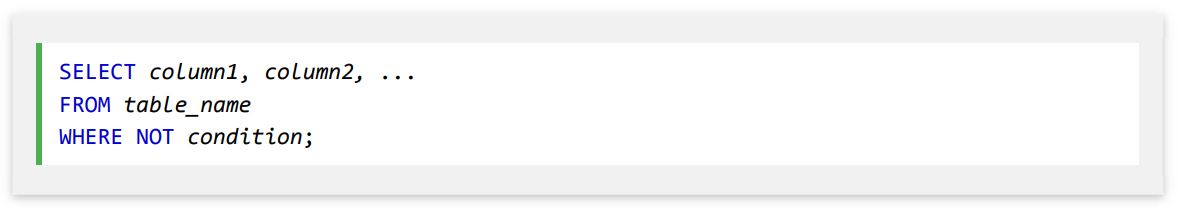 SELECT column1, column2, ...
FROM table_name
WHERE NOT condition;